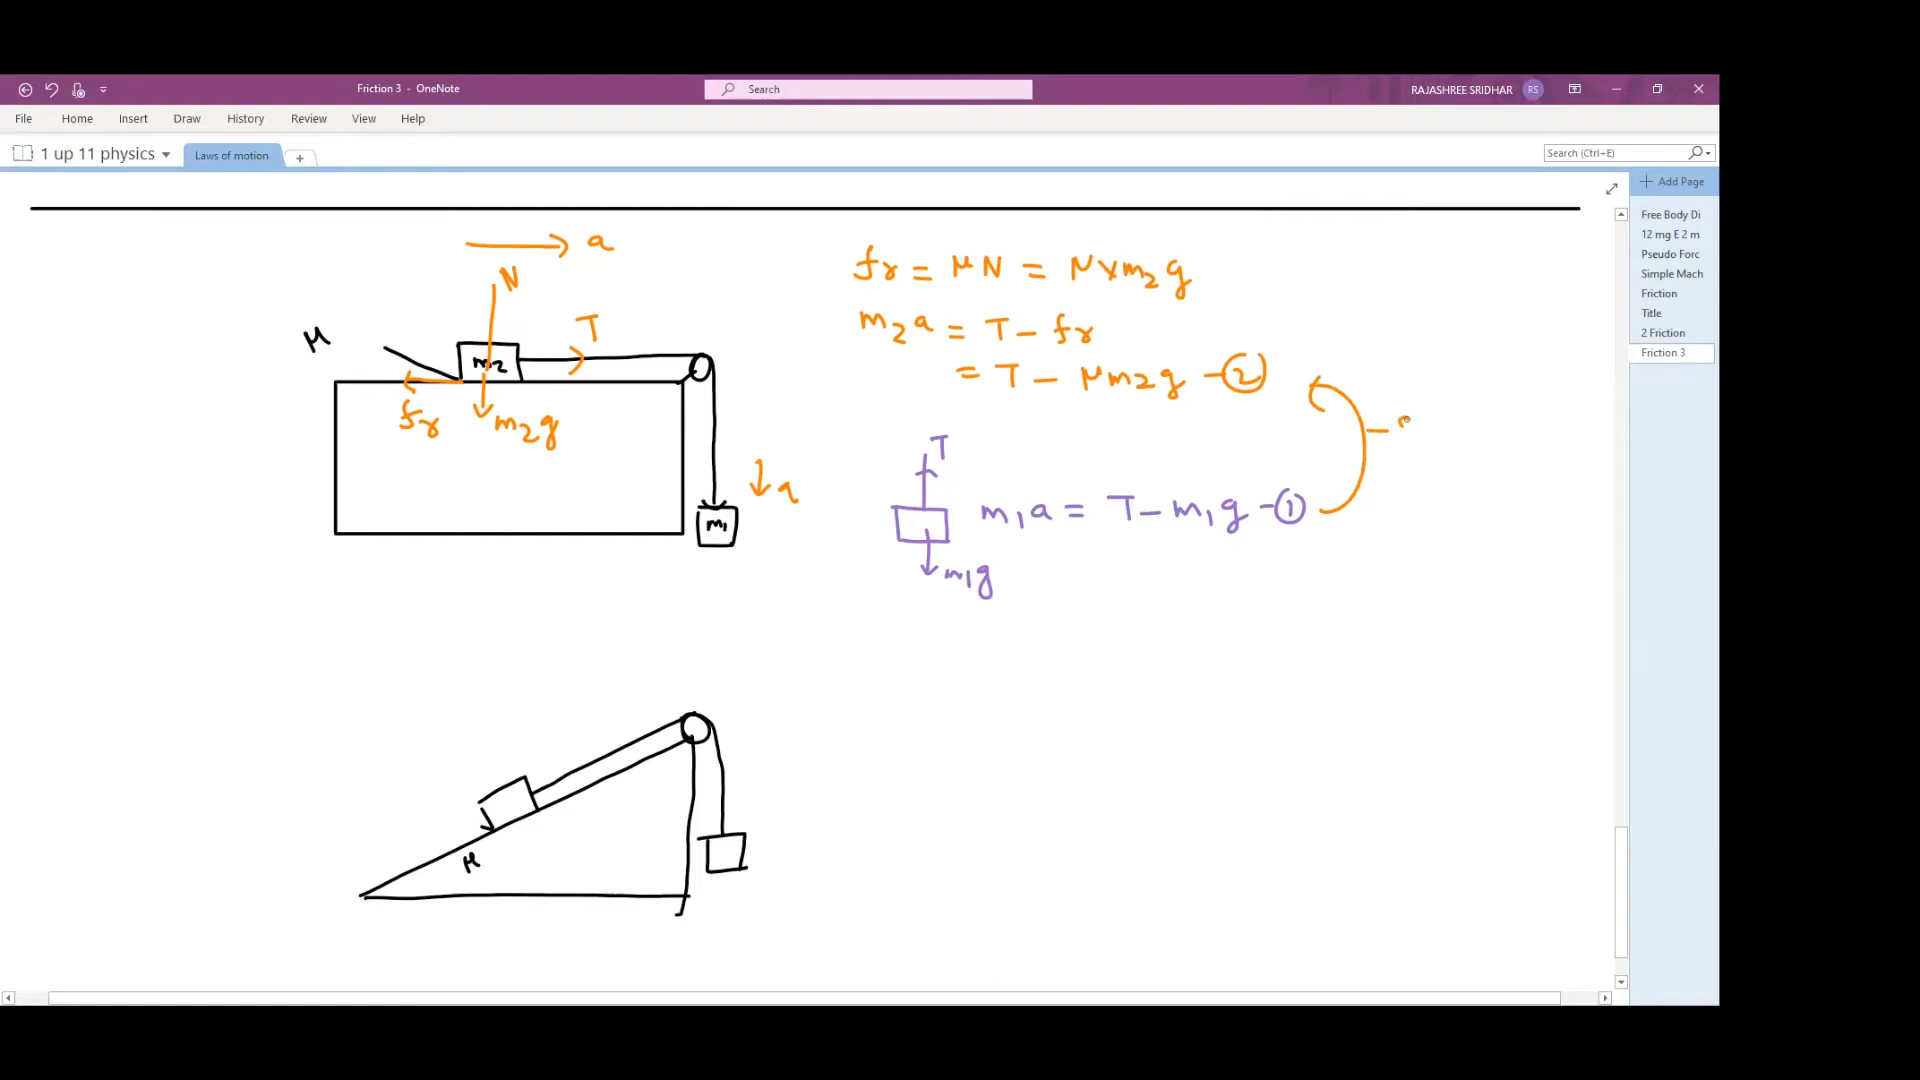 Friction 3 - OneNote
Search
RAJASHREE SRIDHAR RS
File Home Insert Draw History Review View Help
1 up 11 physics
Laws of motion
+
Search (Ctrl+E)
+ Add Page
Free Body Di
12 mg E 2 m
Pseudo Forc
Simple Mach
Friction
Title
2 Friction
Friction 3
a
N
T
μ
m₂
fr
m₂g
a
m₁
fr = μN = μ×m₂g
m₂a = T - fr
= T - μm₂g - ②
T
m₁a = T - m₁g - ①
m₁g
μ